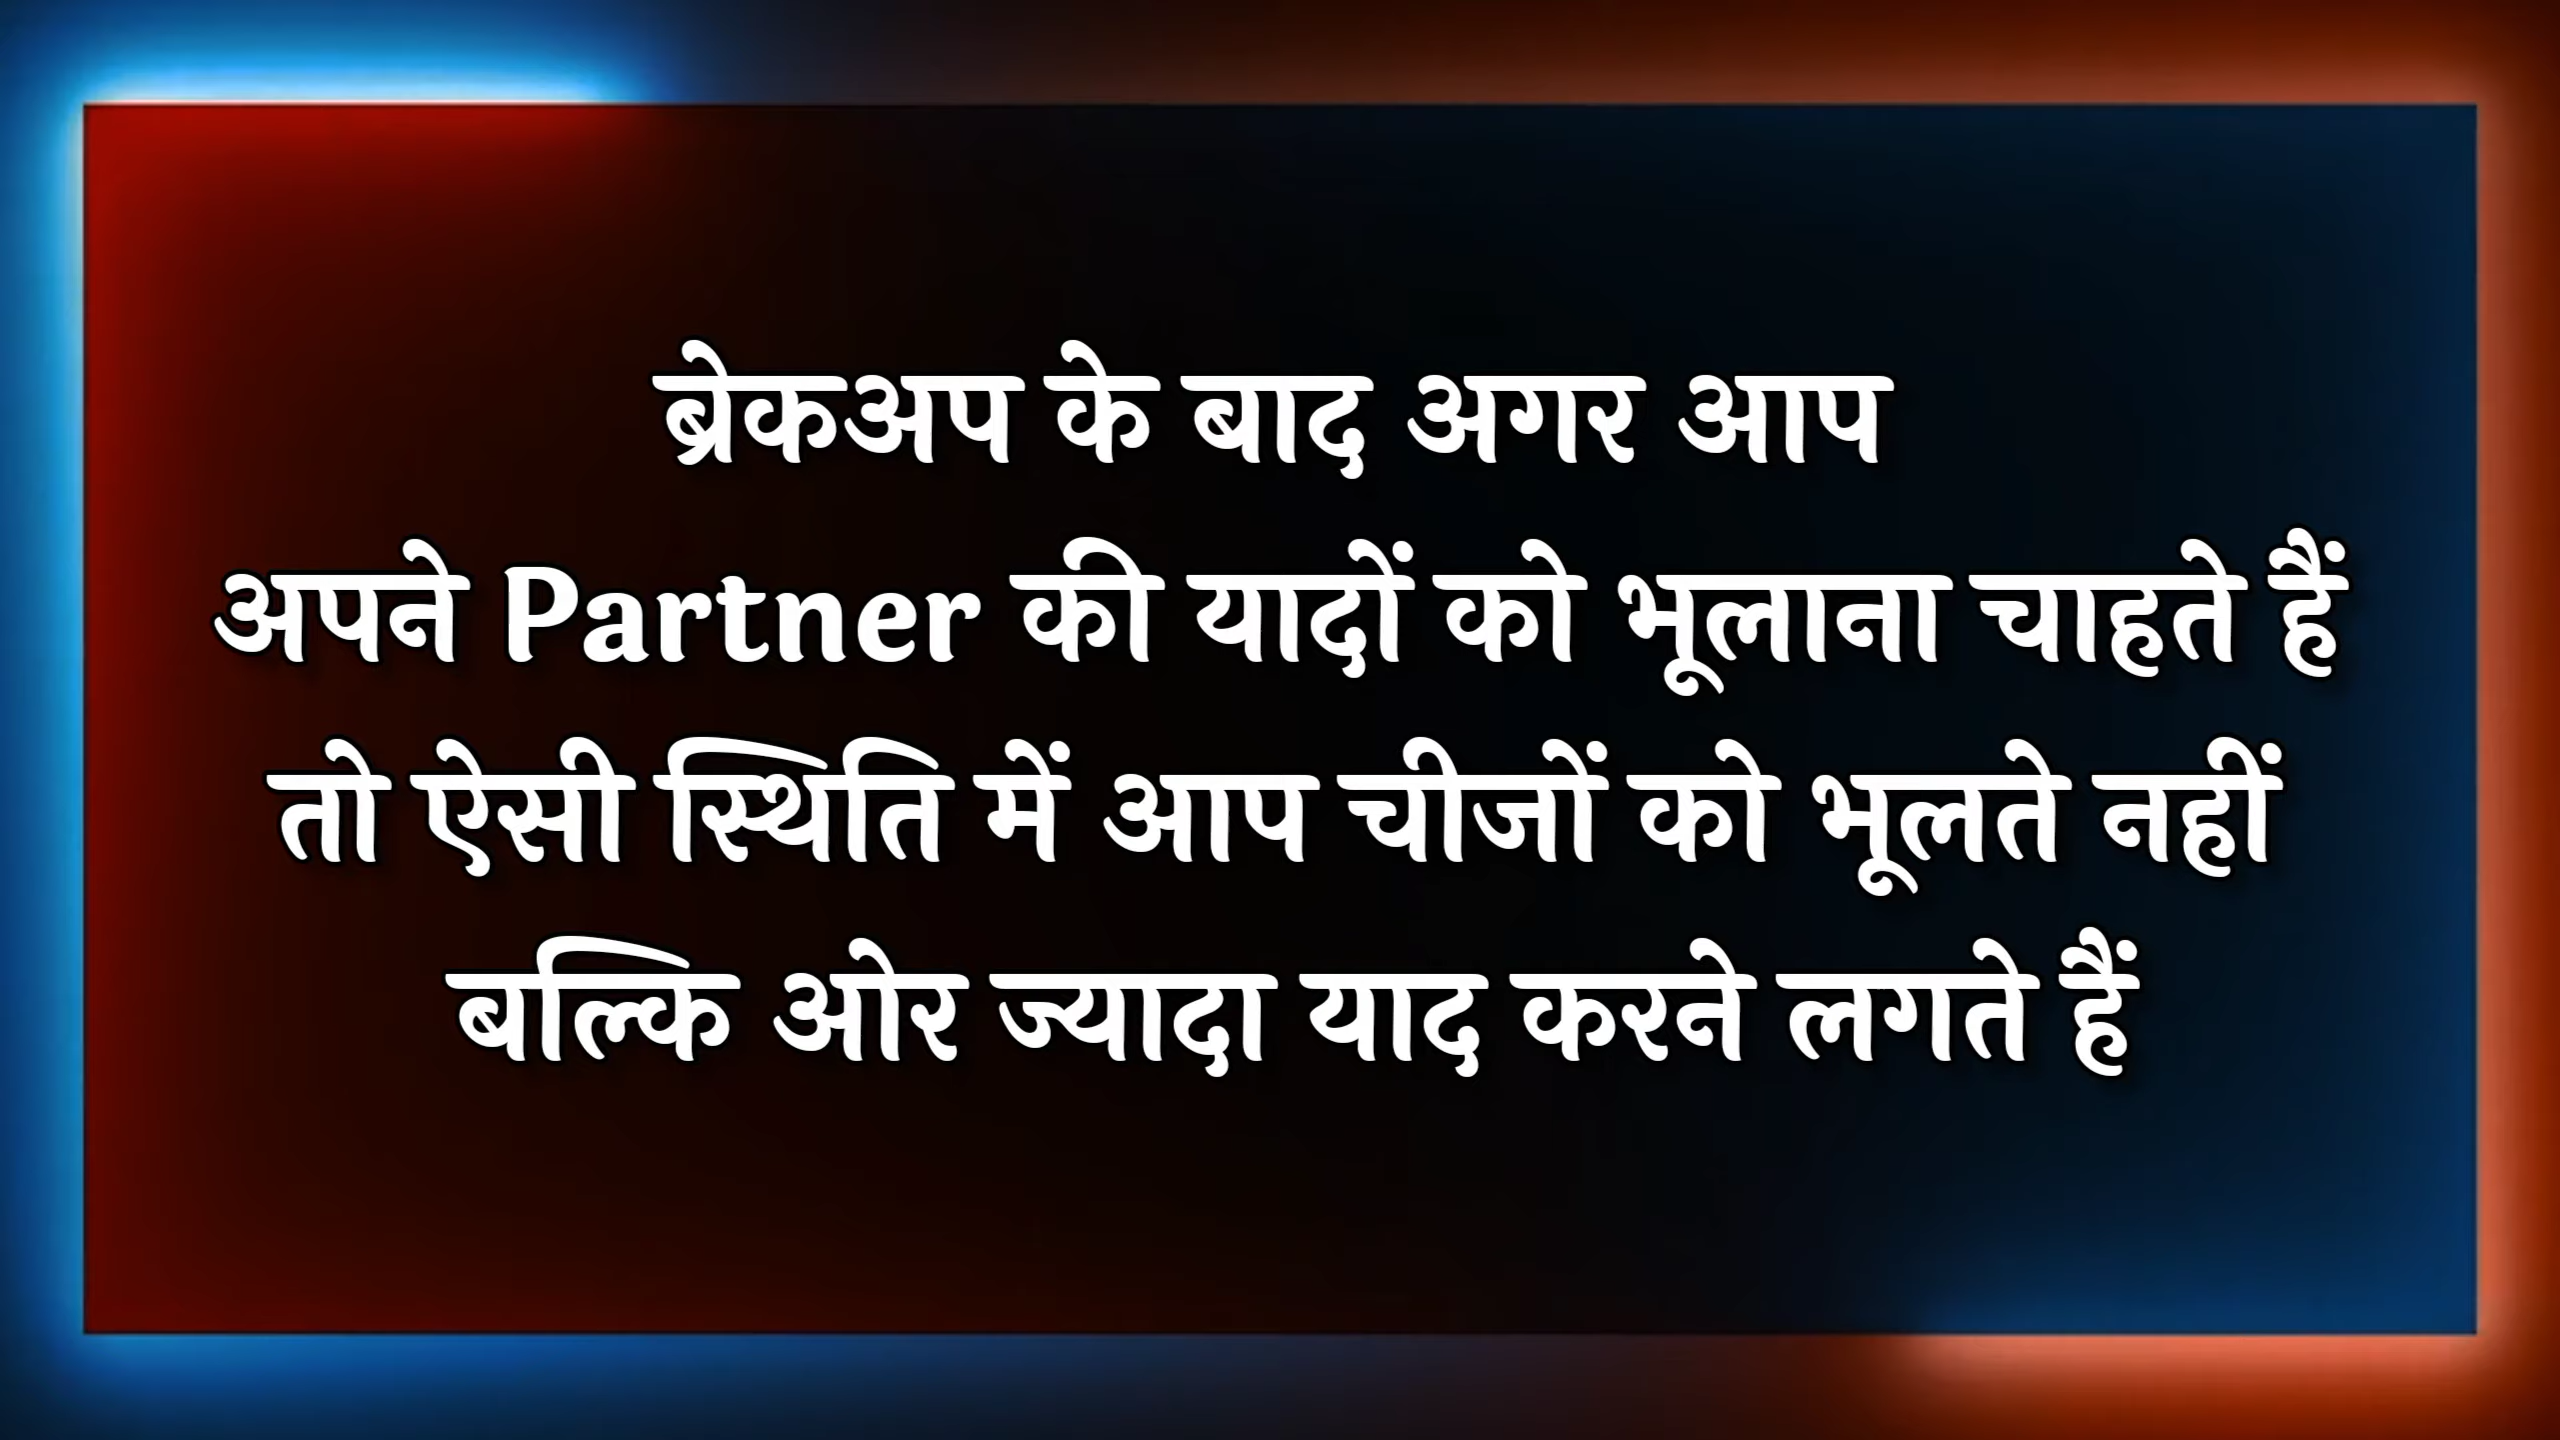 ब्रेकअप के बाद अगर आप
अपने Partner की यादों को भूलाना चाहते हैं
तो ऐसी स्थिति में आप चीजों को भूलते नहीं
बल्कि ओर ज्यादा याद करने लगते हैं